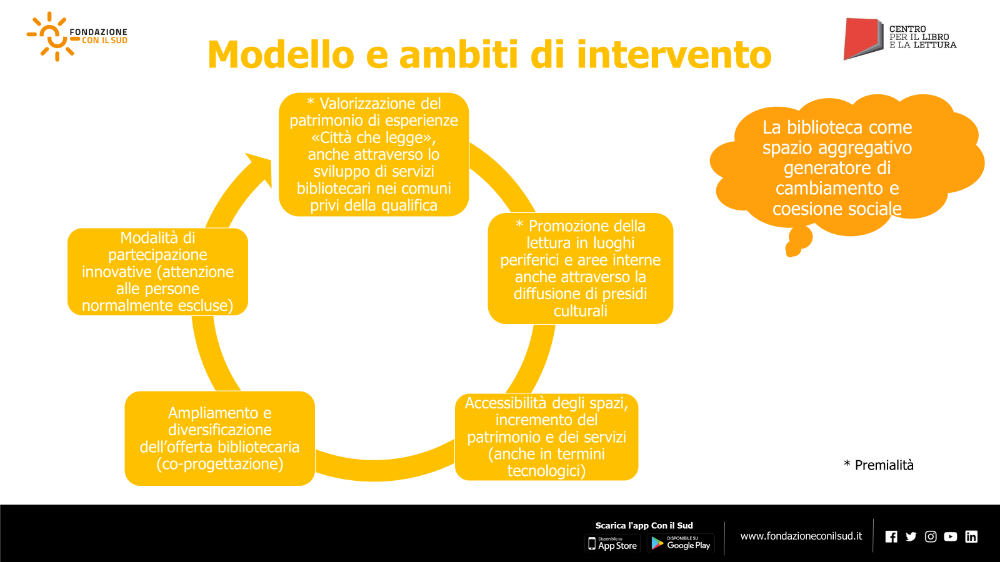 FONDAZIONE
CON IL SUD
Modello e ambiti di intervento
CENTRO
PER IL LIBRO
E LA LETTURA
* Valorizzazione del
patrimonio di esperienze
«Città che legge»,
anche attraverso lo
sviluppo di servizi
bibliotecari nei comuni
privi della qualifica
La biblioteca come
spazio aggregativo
generatore di
cambiamento e
coesione sociale
* Promozione della
lettura in luoghi
periferici e aree interne
anche attraverso la
diffusione di presidi
culturali
Modalità di
partecipazione
innovative (attenzione
alle persone
normalmente escluse)
Accessibilità degli spazi,
incremento del
patrimonio e dei servizi
(anche in termini
tecnologici)
Ampliamento e
diversificazione
dell’offerta bibliotecaria
(co-progettazione)
* Premialità
Scarica l'app Con il Sud
Disponibile su
App Store
DISPONIBILE SU
Google Play
www.fondazioneconilsud.it